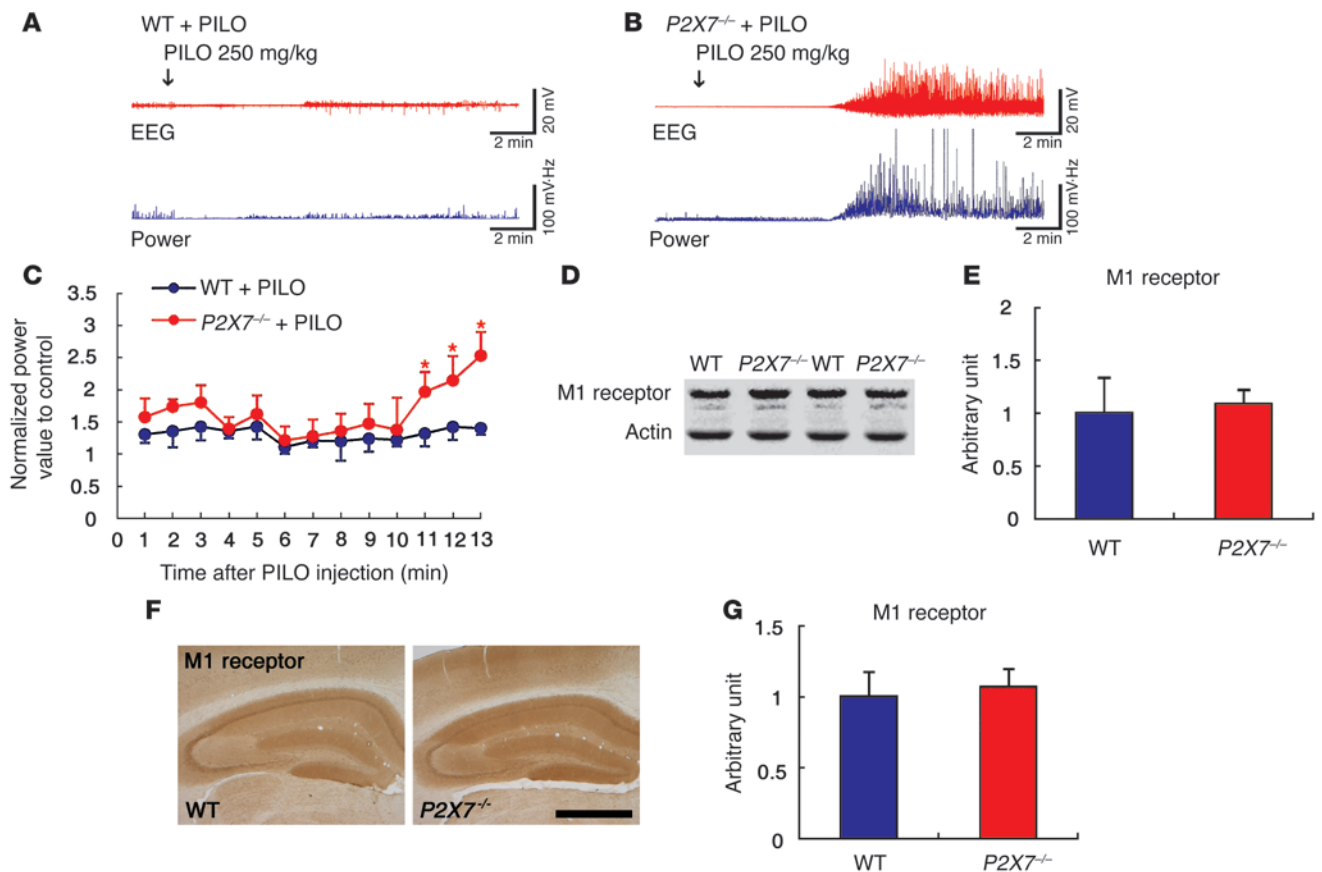 A
WT + PILO
PILO 250 mg/kg
↓
EEG
20 mV
2 min
Power
100 mV·Hz
2 min
B
P2X7–/– + PILO
PILO 250 mg/kg
↓
EEG
20 mV
2 min
Power
100 mV·Hz
2 min
C
WT + PILO
P2X7–/– + PILO
Normalized power
value to control
3.5
3
2.5
2
1.5
1
0.5
0
* * *
0 1 2 3 4 5 6 7 8 9 10 11 12 13
Time after PILO injection (min)
D
WT P2X7–/– WT P2X7–/–
M1 receptor
Actin
E
M1 receptor
Arbitrary unit
2
1.5
1
0.5
0
WT P2X7–/–
F
M1 receptor
WT
P2X7-/-
G
M1 receptor
Arbitrary unit
1.5
1
0.5
0
WT P2X7–/–